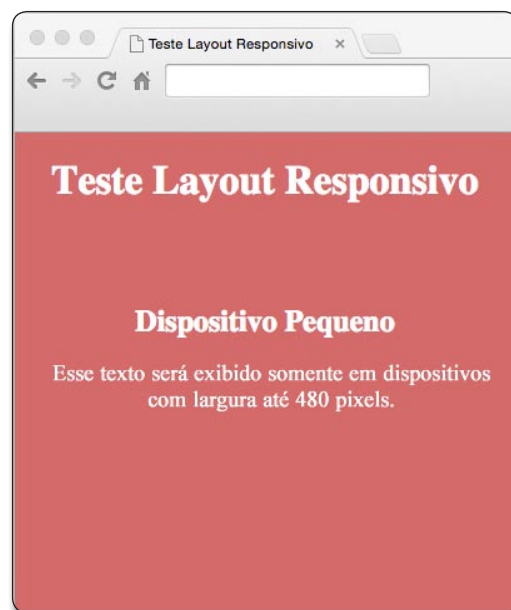 Teste Layout Responsivo
Teste Layout Responsivo
Dispositivo Pequeno
Esse texto será exibido somente em dispositivos
com largura até 480 pixels.